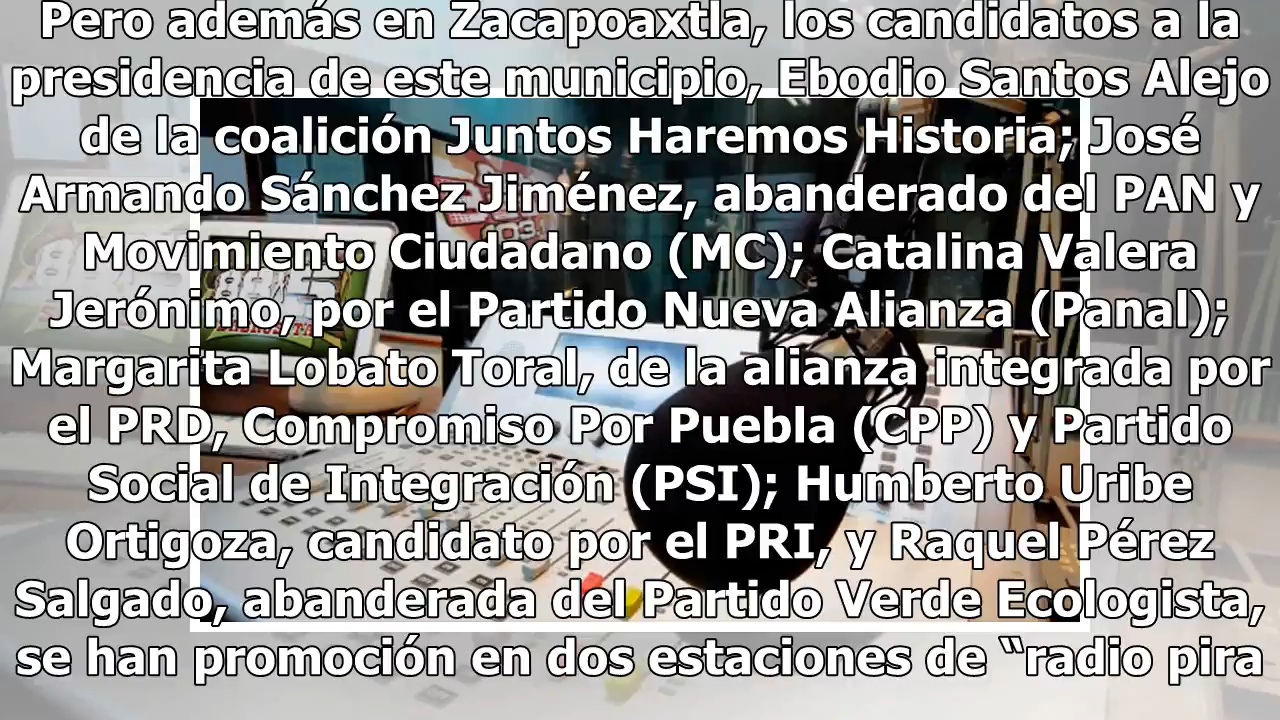 Pero además en Zacapoaxtla, los candidatos a la
presidencia de este municipio, Ebodio Santos Alejo
de la coalición Juntos Haremos Historia; José
Armando Sánchez Jiménez, abanderado del PAN y
Movimiento Ciudadano (MC); Catalina Valera
Jerónimo, por el Partido Nueva Alianza (Panal);
Margarita Lobato Toral, de la alianza integrada por
el PRD, Compromiso Por Puebla (CPP) y Partido
Social de Integración (PSI); Humberto Uribe
Ortigoza, candidato por el PRI, y Raquel Pérez
Salgado, abanderada del Partido Verde Ecologista,
se han promoción en dos estaciones de “radio pira